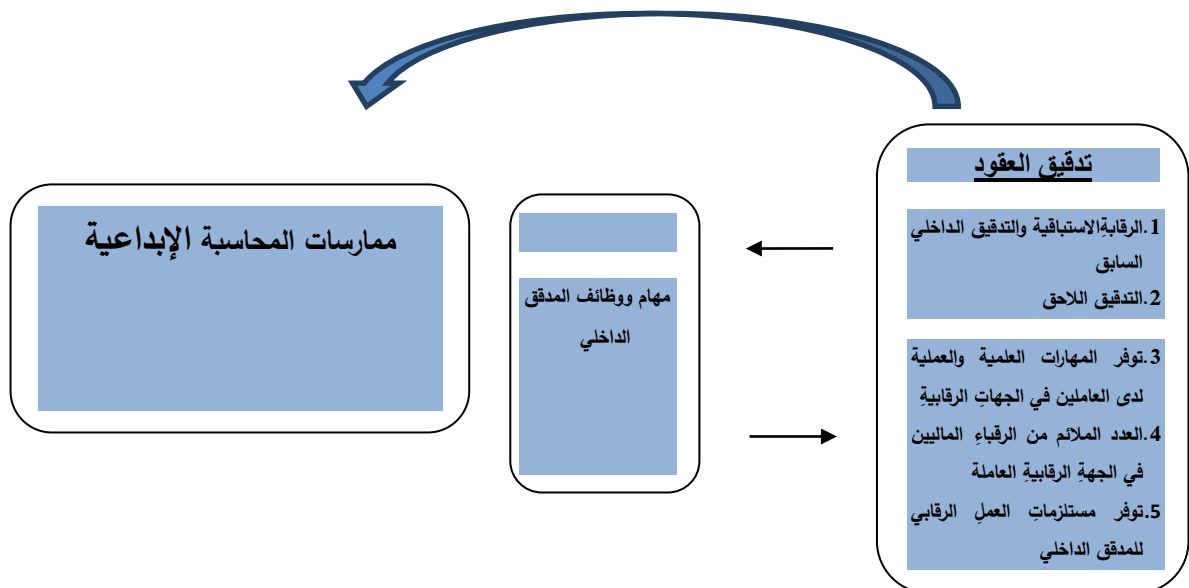 تدقيق العقود
1.الرقابةِالاستباقية والتدقيق الداخلي
السابق
2.التدقيق اللاحق
3.توفر المهارات العلمية والعملية
لدى العاملين في الجهاتِ الرقابيةِ
4.العدد الملائم من الرقباءِ الماليين
في الجهةِ الرقابيةِ العاملة
5.توفر مستلزماتِ العملِ الرقابي
للمدقق الداخلي
مهام ووظائف المدقق
الداخلي
ممارسات المحاسبة الإبداعية